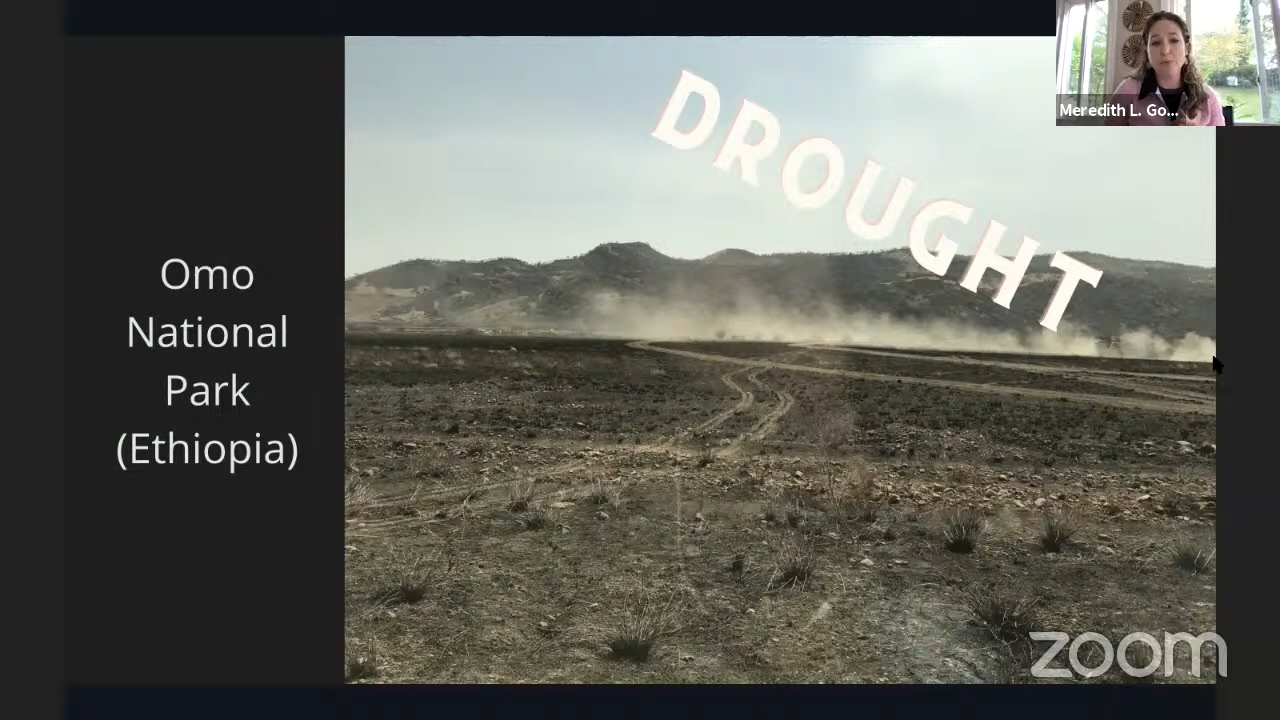 Omo
National
Park
(Ethiopia)
DROUGHT
Meredith L. Go...
zoom